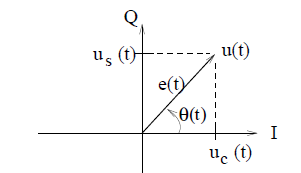 Q
u_s (t)
u(t)
e(t)
θ(t)
I
u_c (t)